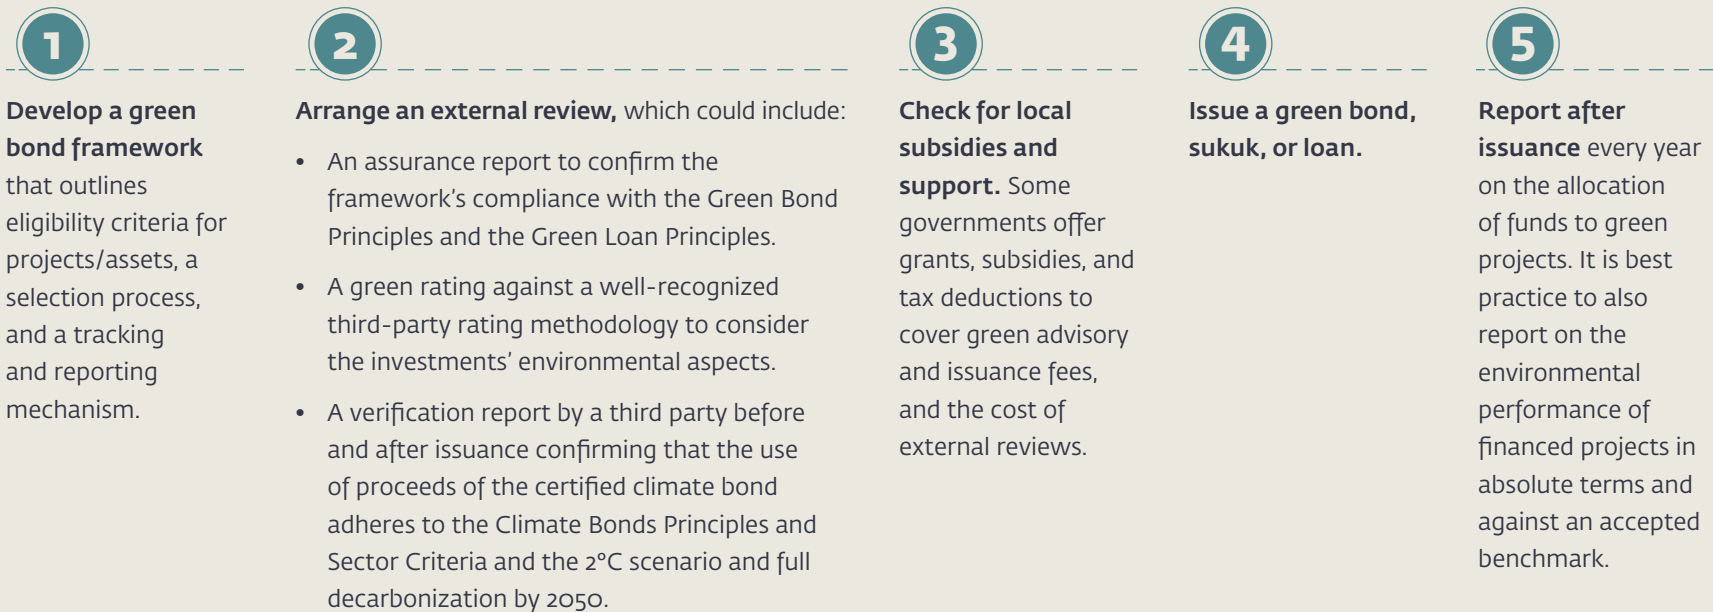 1
Develop a green
bond framework
that outlines
eligibility criteria for
projects/assets, a
selection process,
and a tracking
and reporting
mechanism.
2
Arrange an external review, which could include:
• An assurance report to confirm the
framework’s compliance with the Green Bond
Principles and the Green Loan Principles.
• A green rating against a well-recognized
third-party rating methodology to consider
the investments’ environmental aspects.
• A verification report by a third party before
and after issuance confirming that the use
of proceeds of the certified climate bond
adheres to the Climate Bonds Principles and
Sector Criteria and the 2°C scenario and full
decarbonization by 2050.
3
Check for local
subsidies and
support. Some
governments offer
grants, subsidies, and
tax deductions to
cover green advisory
and issuance fees,
and the cost of
external reviews.
4
Issue a green bond,
sukuk, or loan.
5
Report after
issuance every year
on the allocation
of funds to green
projects. It is best
practice to also
report on the
environmental
performance of
financed projects in
absolute terms and
against an accepted
benchmark.